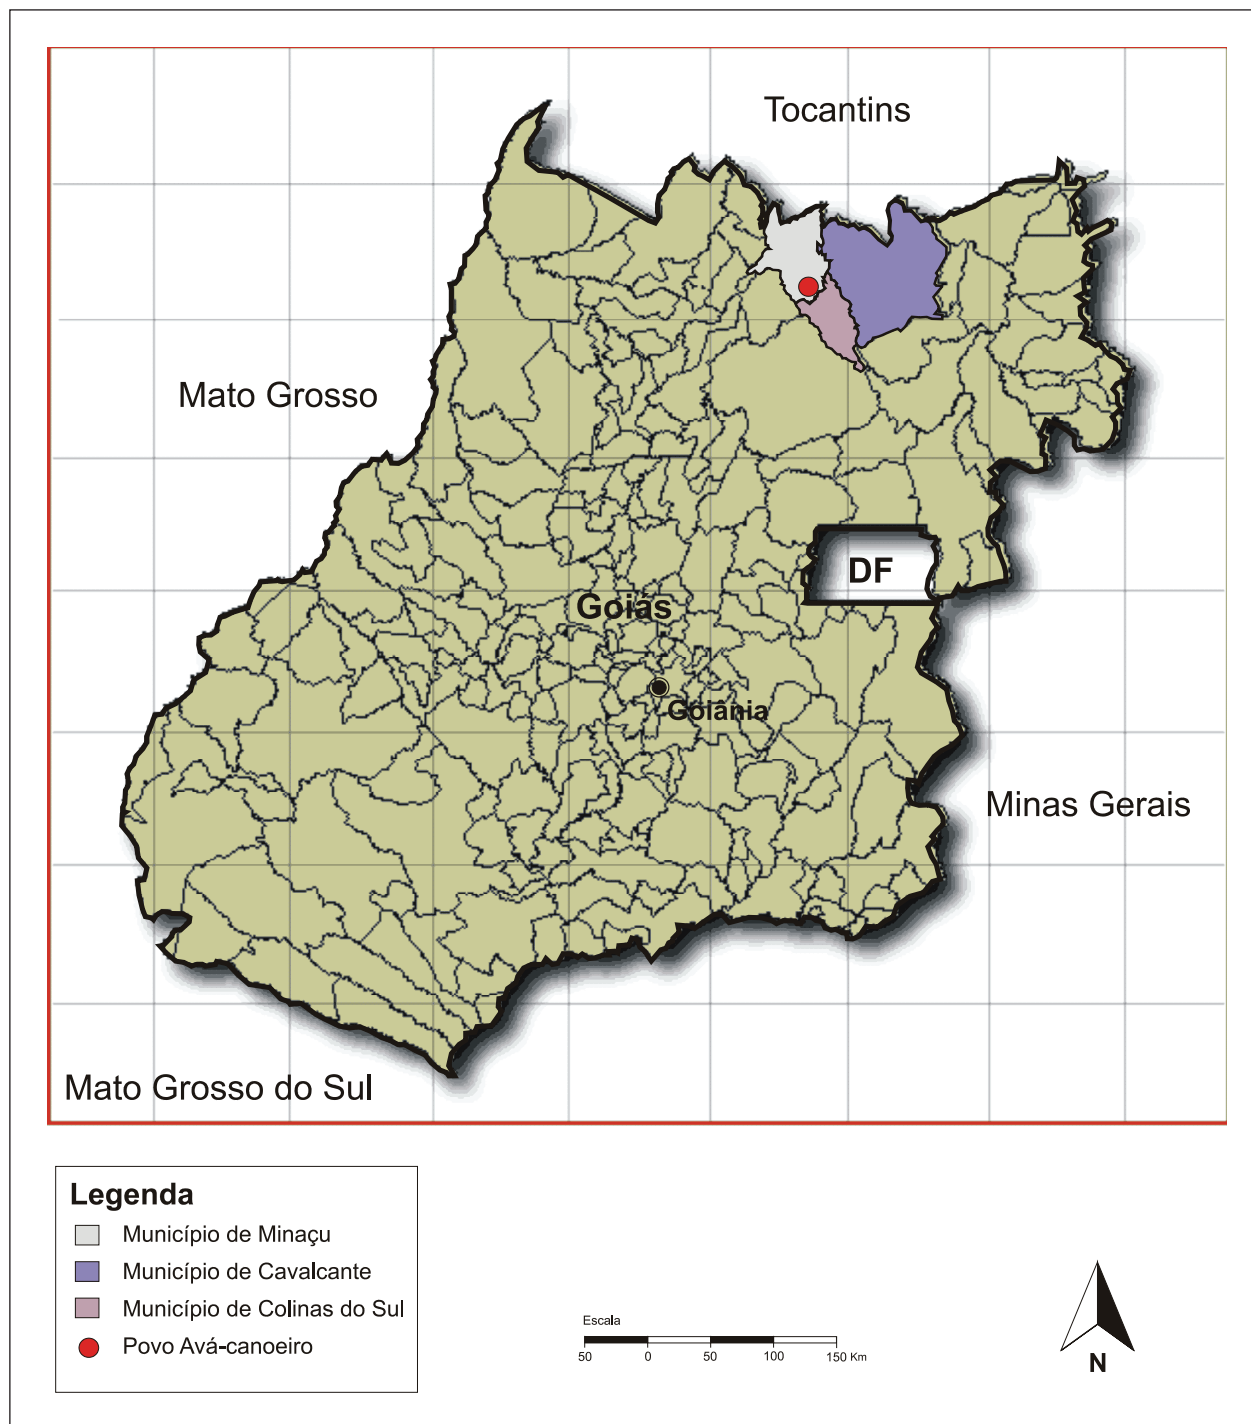 Tocantins
Mato Grosso
DF
Goiás
Goiânia
Minas Gerais
Mato Grosso do Sul
Legenda
Município de Minaçu
Município de Cavalcante
Município de Colinas do Sul
Povo Avá-canoeiro
Escala
50 0 50 100 150 Km
N